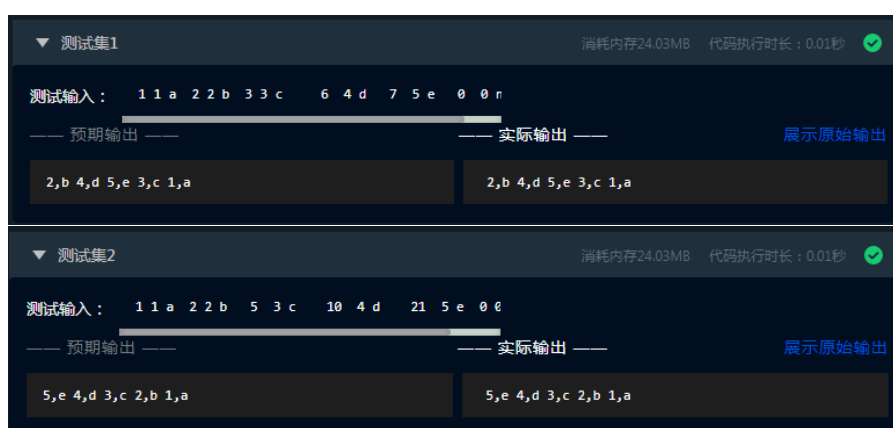 ▼ 测试集1 消耗内存24.03MB 代码执行时长：0.01秒
测试输入： 1 1 a 2 2 b 3 3 c 6 4 d 7 5 e 0 0
—— 预期输出 —— —— 实际输出 —— 展示原始输出
2,b 4,d 5,e 3,c 1,a 2,b 4,d 5,e 3,c 1,a
▼ 测试集2 消耗内存24.03MB 代码执行时长：0.01秒
测试输入： 1 1 a 2 2 b 5 3 c 10 4 d 21 5 e 0 0
—— 预期输出 —— —— 实际输出 —— 展示原始输出
5,e 4,d 3,c 2,b 1,a 5,e 4,d 3,c 2,b 1,a